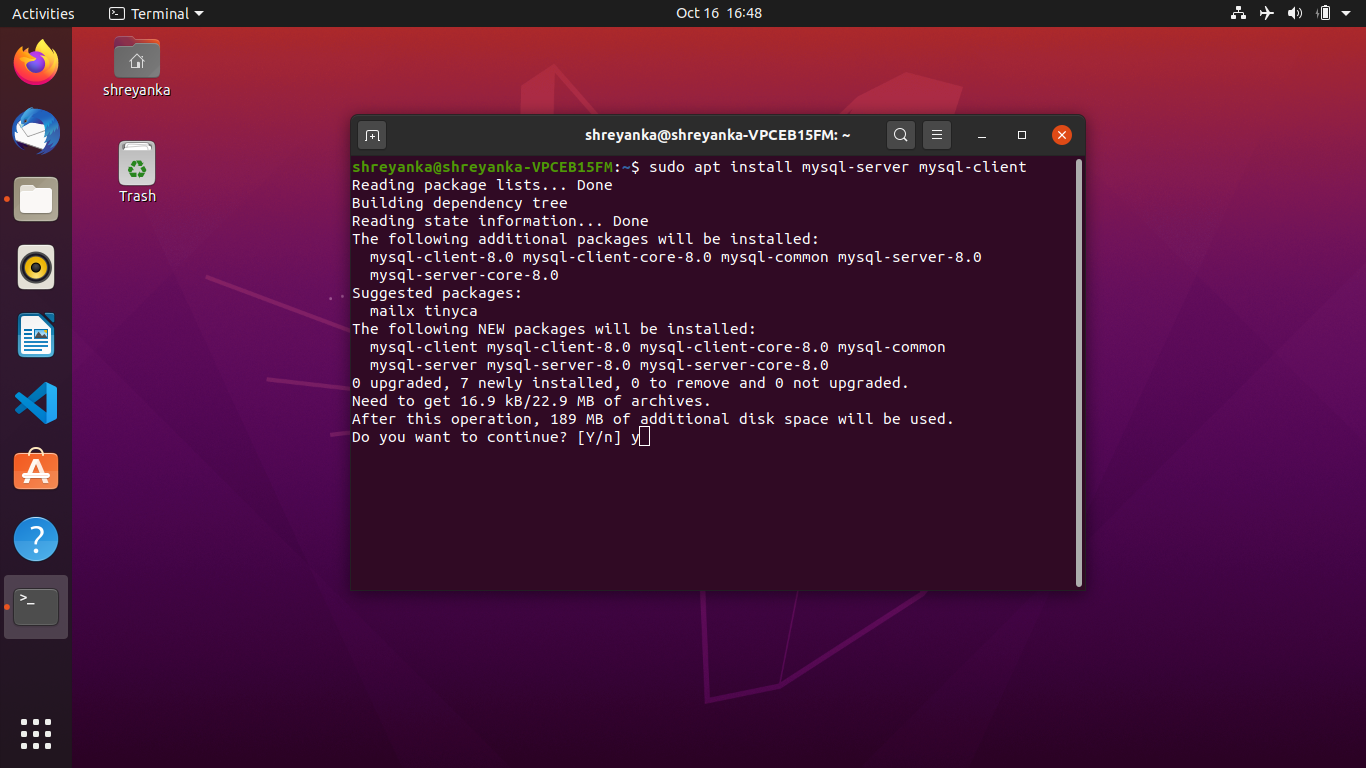 Activities
Terminal
Oct 16 16:48
shreyanka
Trash
shreyanka@shreyanka-VPCEB15FM: ~
shreyanka@shreyanka-VPCEB15FM:~$ sudo apt install mysql-server mysql-client
Reading package lists... Done
Building dependency tree
Reading state information... Done
The following additional packages will be installed:
mysql-client-8.0 mysql-client-core-8.0 mysql-common mysql-server-8.0
mysql-server-core-8.0
Suggested packages:
mailx tinyca
The following NEW packages will be installed:
mysql-client mysql-client-8.0 mysql-client-core-8.0 mysql-common
mysql-server mysql-server-8.0 mysql-server-core-8.0
0 upgraded, 7 newly installed, 0 to remove and 0 not upgraded.
Need to get 16.9 kB/22.9 MB of archives.
After this operation, 189 MB of additional disk space will be used.
Do you want to continue? [Y/n] y